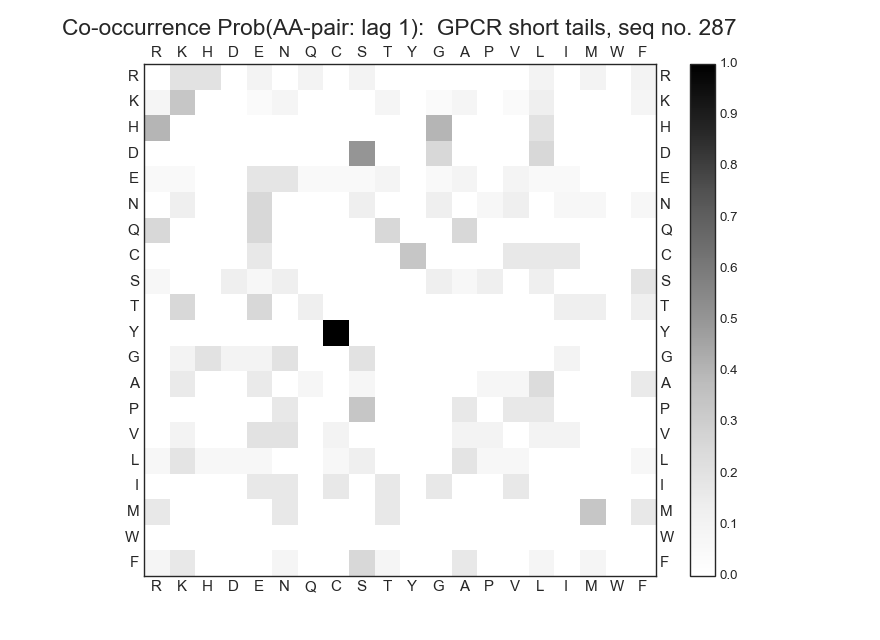 Co-occurrence Prob(AA-pair: lag 1):  GPCR short tails, seq no. 287
R K H D E N Q C S T Y G A P V L I M W F
R R 1.0
K K 0.9
H H 0.8
D D
E E 0.7
N N
Q Q 0.6
C C
S S 0.5
T T
Y Y 0.4
G G
A A 0.3
P P
V V 0.2
L L
I I 0.1
M M
W W
F F 0.0
R K H D E N Q C S T Y G A P V L I M W F